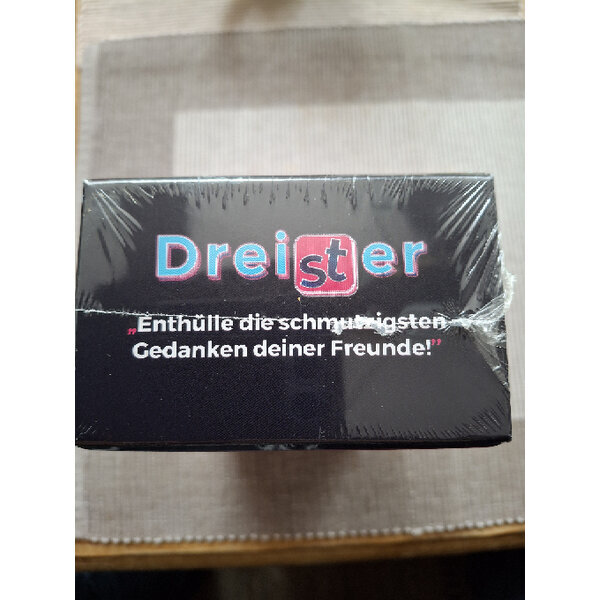 Dreister
„Enthülle die schmutzigsten
Gedanken deiner Freunde!”